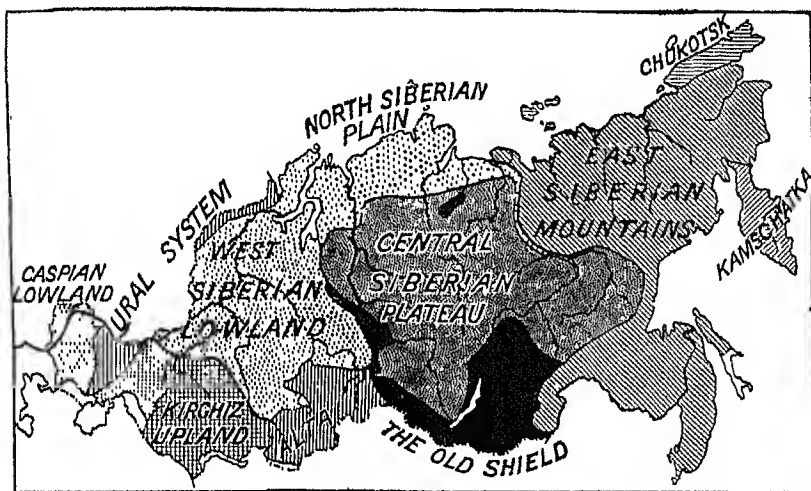 CHUKOTSK
NORTH SIBERIAN
PLAIN
EAST
SIBERIAN
MOUNTAINS
KAMSCHATKA
URAL SYSTEM
WEST
SIBERIAN
LOWLAND
CENTRAL
SIBERIAN
PLATEAU
CASPIAN
LOWLAND
KIRGHIZ
UPLAND
THE OLD SHIELD